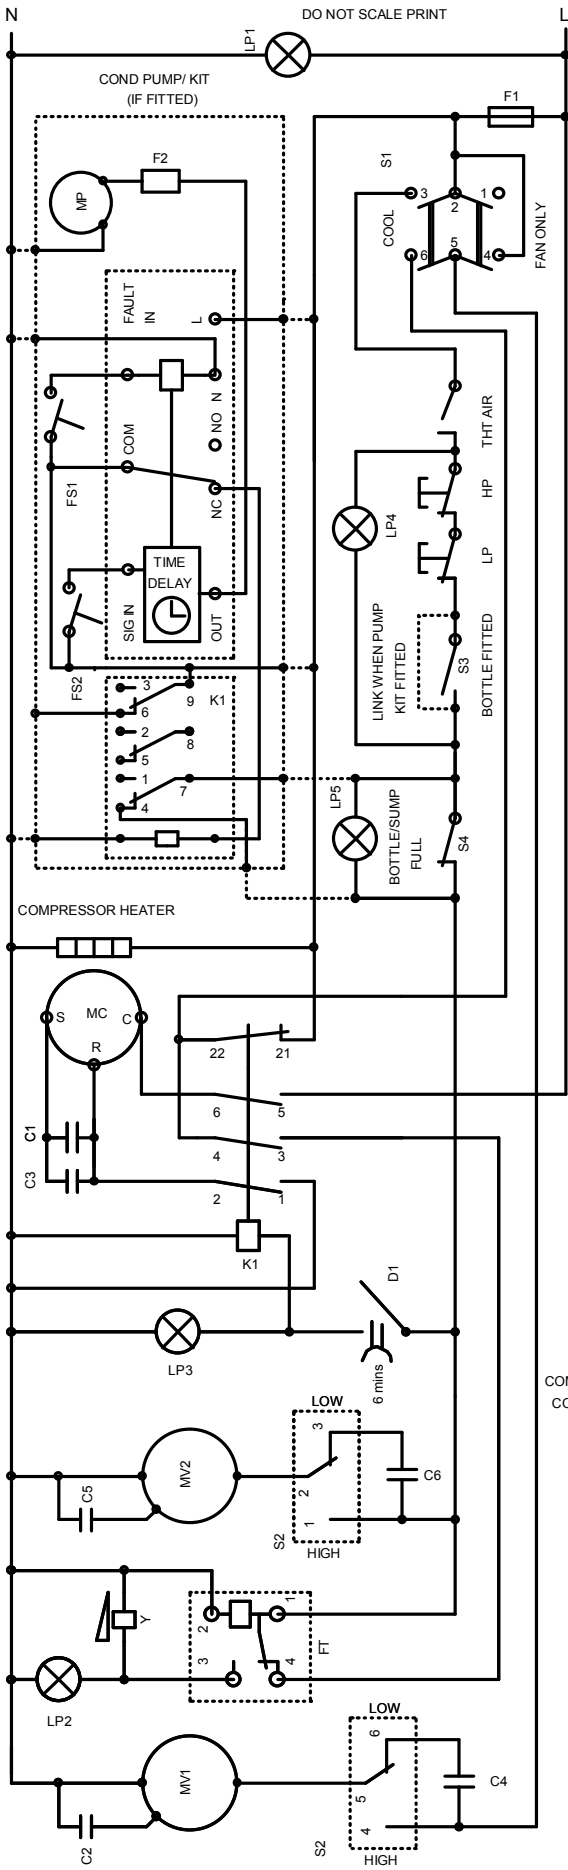 N
DO NOT SCALE PRINT
L
LP1
COND PUMP/ KIT
(IF FITTED)
F1
F2
S1
MP
3
2
1
COOL
FAN ONLY
6
5
4
FAULT
IN
L
N
NO
COM
NC
FS1
THT AIR
HP
LP4
LP
TIME
DELAY
SIG IN
OUT
FS2
LINK WHEN PUMP
KIT FITTED
S3
BOTTLE FITTED
3
9
K1
6
2
8
5
1
7
4
LP5
BOTTLE/SUMP
FULL
S4
COMPRESSOR HEATER
S
MC
C
R
22
21
C1
6
5
C3
4
3
2
1
K1
D1
LP3
6 mins
CON
CO
LOW
3
MV2
C5
2
C6
1
S2
HIGH
Y
2
1
3
4
FT
LP2
LOW
6
MV1
5
C4
4
C2
S2
HIGH